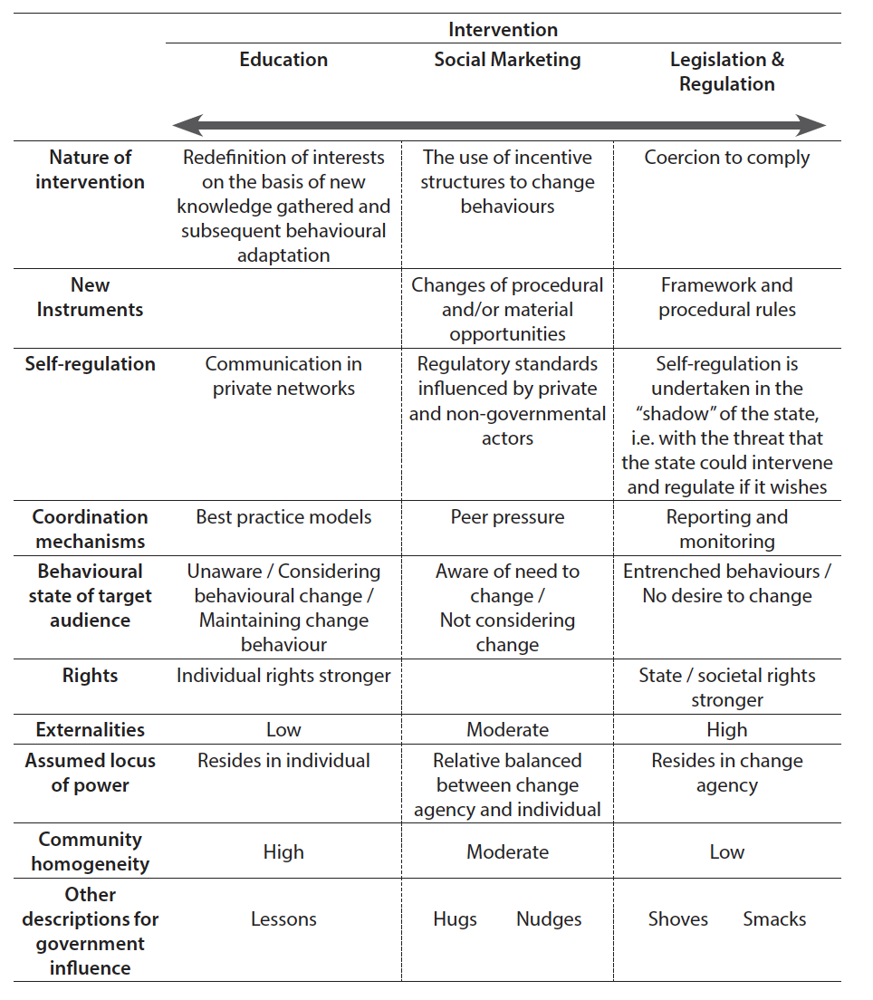 Intervention
Education
Social Marketing
Legislation &
Regulation
Nature of
intervention
Redefinition of interests
on the basis of new
knowledge gathered and
subsequent behavioural
adaptation
The use of incentive
structures to change
behaviours
Coercion to comply
New
Instruments
Changes of procedural
and/or material
opportunities
Framework and
procedural rules
Self-regulation
Communication in
private networks
Regulatory standards
influenced by private
and non-governmental
actors
Self-regulation is
undertaken in the
“shadow” of the state,
i.e. with the threat that
the state could intervene
and regulate if it wishes
Coordination
mechanisms
Best practice models
Peer pressure
Reporting and
monitoring
Behavioural
state of target
audience
Unaware / Considering
behavioural change /
Maintaining change
behaviour
Aware of need to
change /
Not considering
change
Entrenched behaviours /
No desire to change
Rights
Individual rights stronger
State / societal rights
stronger
Externalities
Low
Moderate
High
Assumed locus
of power
Resides in individual
Relative balanced
between change
agency and individual
Resides in change
agency
Community
homogeneity
High
Moderate
Low
Other
descriptions for
government
influence
Lessons
Hugs Nudges
Shoves Smacks